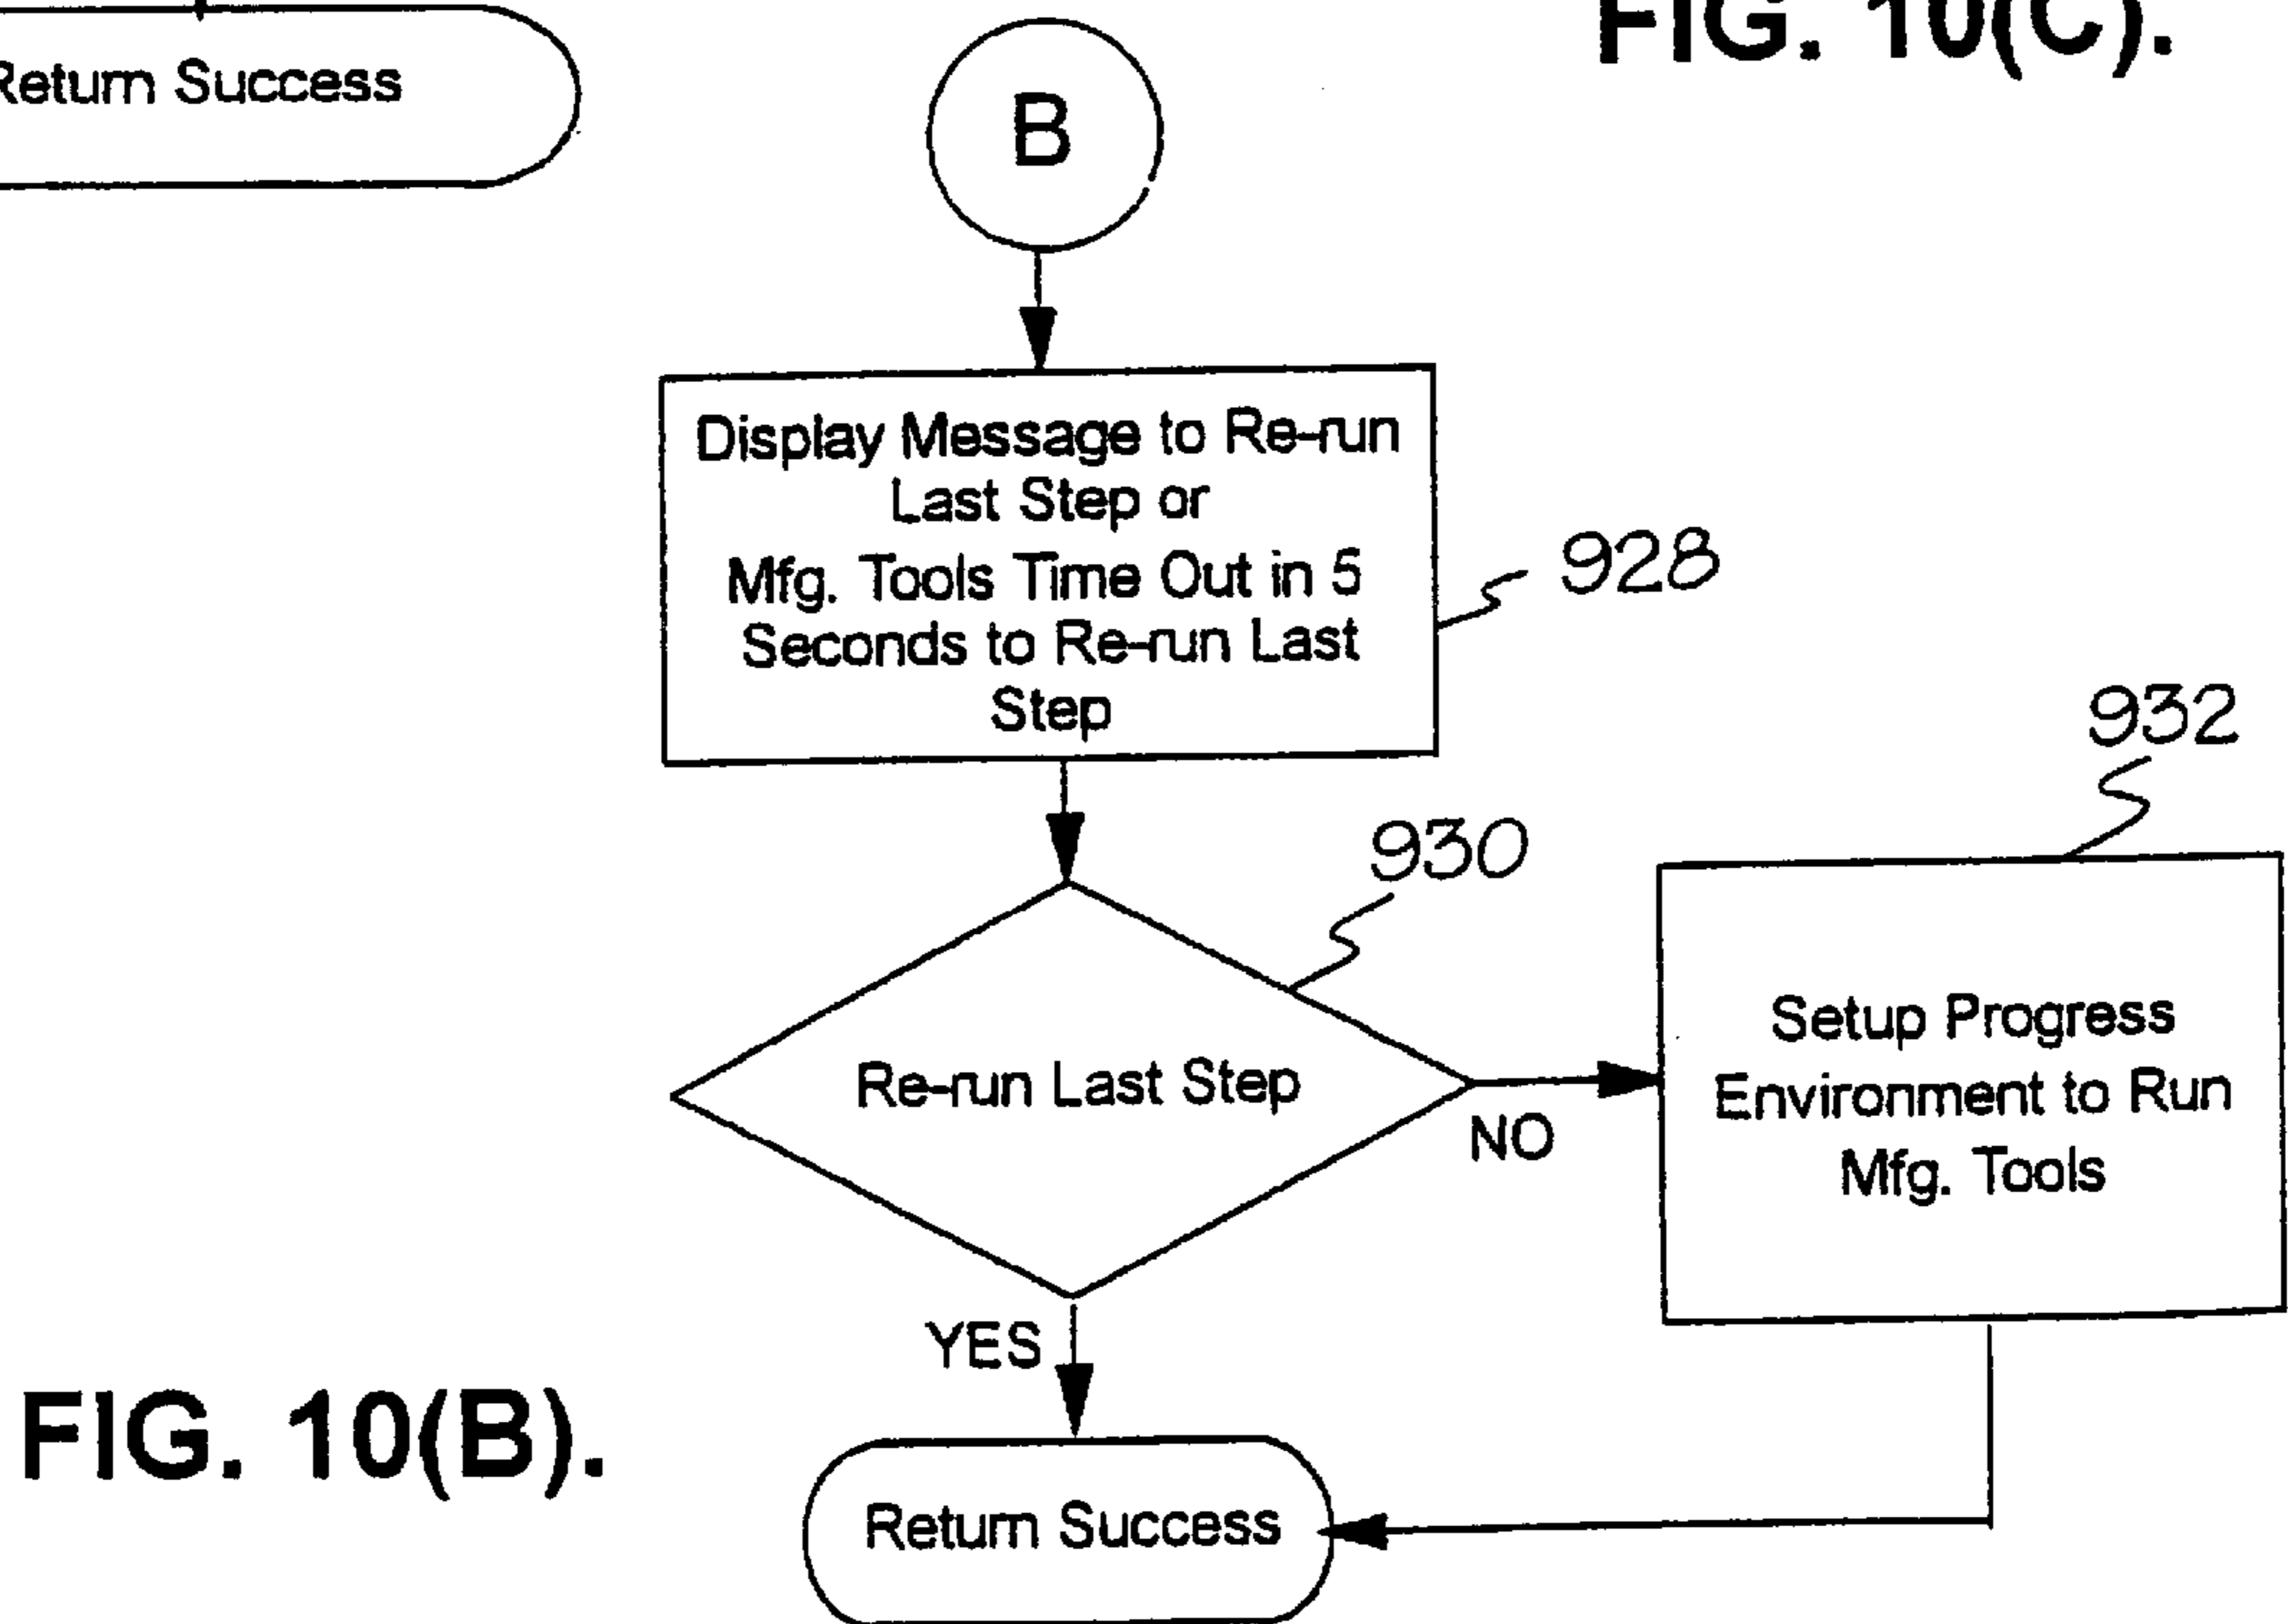 Return Success
FIG. 10(C).
B
Display Message to Re-run
Last Step or
Mfg. Tools Time Out in 5
Seconds to Re-run Last
Step
928
932
930
Re-run Last Step
NO
Setup Progress
Environment to Run
Mfg. Tools
YES
FIG. 10(B).
Return Success